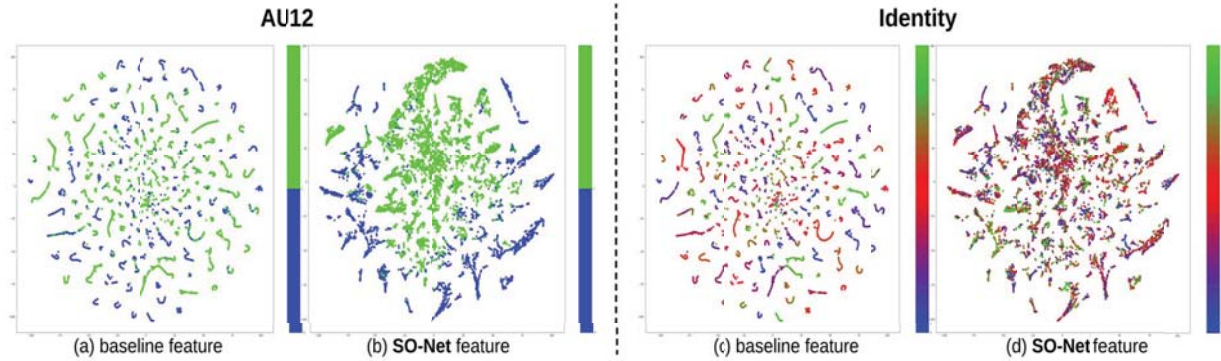 AU12
Identity
(a) baseline feature
(b) SO-Net feature
(c) baseline feature
(d) SO-Net feature